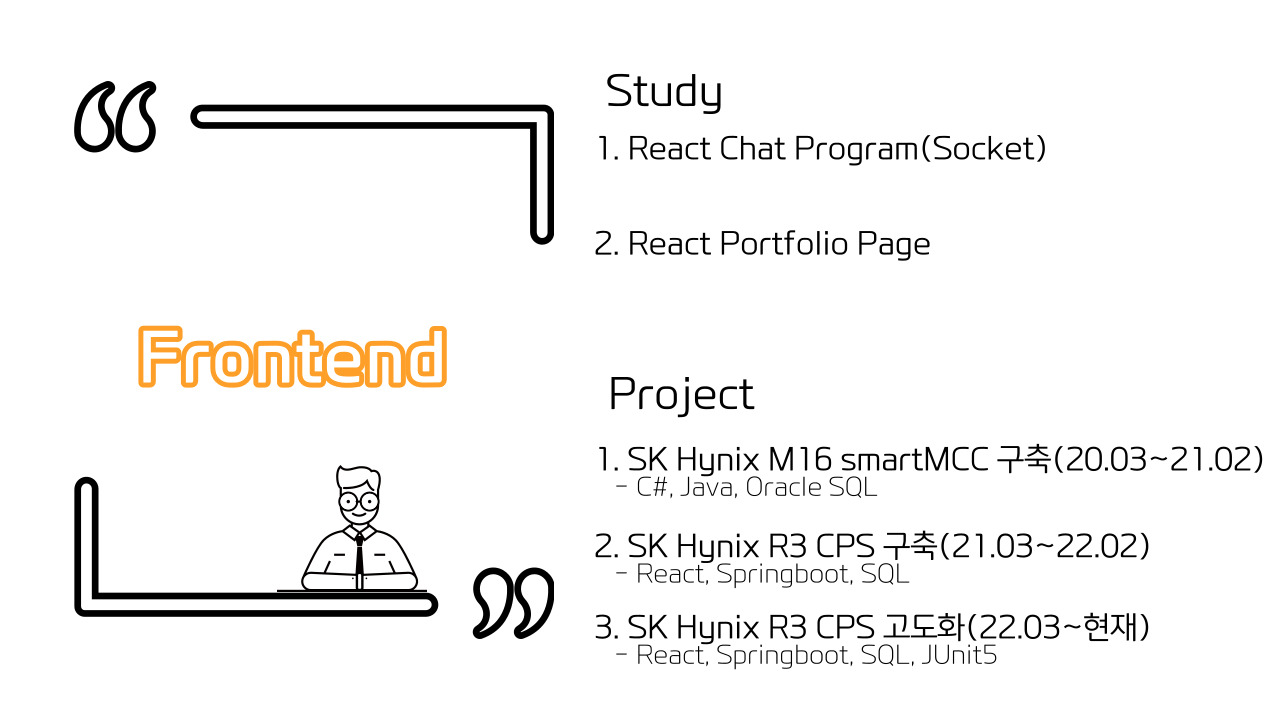 Frontend
Study
1. React Chat Program(Socket)
2. React Portfolio Page
Project
1. SK Hynix M16 smartMCC 구축(20.03~21.02)
- C#, Java, Oracle SQL
2. SK Hynix R3 CPS 구축(21.03~22.02)
- React, Springboot, SQL
3. SK Hynix R3 CPS 고도화(22.03~현재)
- React, Springboot, SQL, JUnit5